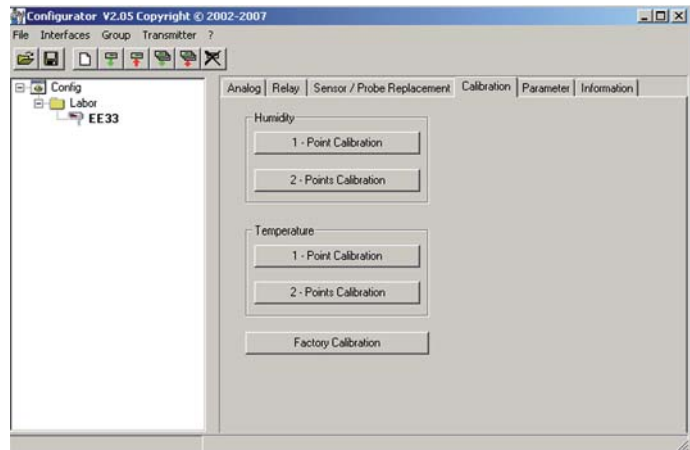 Configurator V2.05 Copyright © 2002-2007
File Interfaces Group Transmitter ?
Config
Labor
EE33
Analog Relay Sensor / Probe Replacement Calibration Parameter Information
Humidity
1 - Point Calibration
2 - Points Calibration
Temperature
1 - Point Calibration
2 - Points Calibration
Factory Calibration